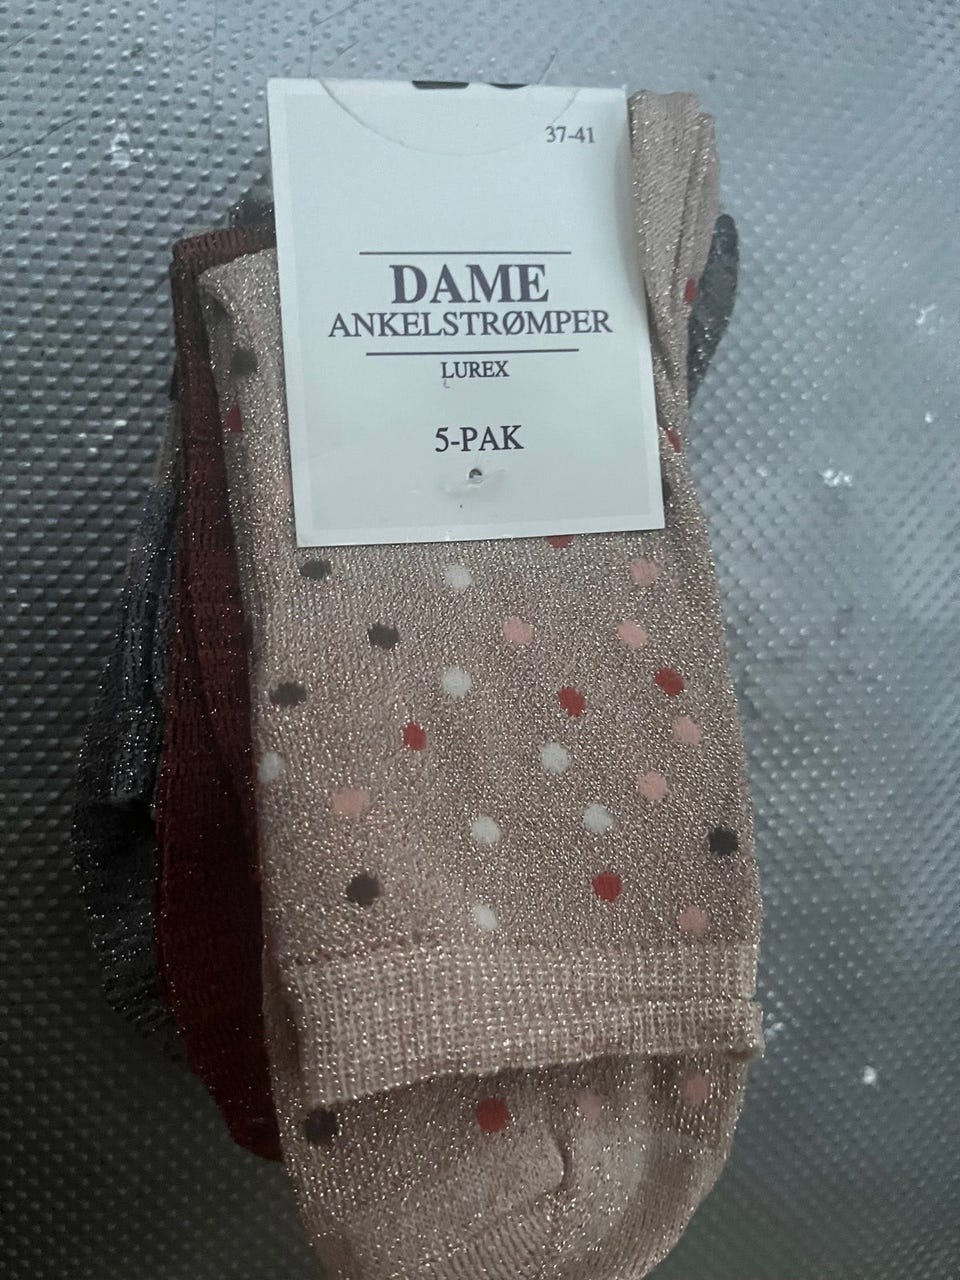 37-41
DAME
ANKELSTRØMPER
LUREX
5-PAK